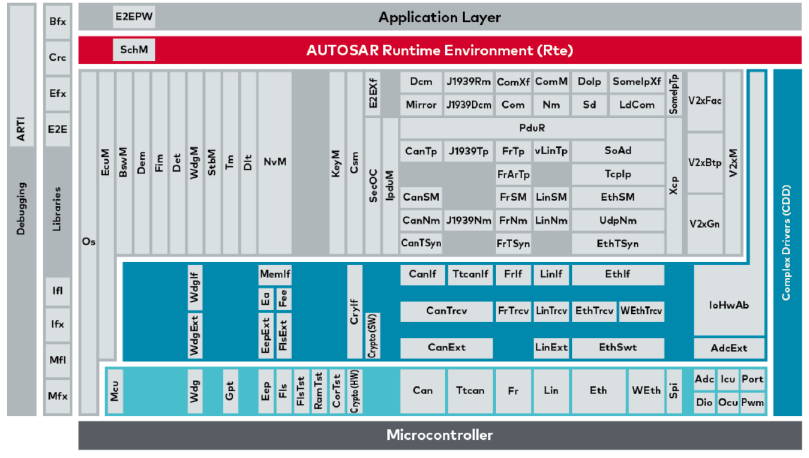 E2EPW
Application Layer
SchM
AUTOSAR Runtime Environment (Rte)
ARTI
Debugging
Bfx
Crc
Efx
E2E
Libraries
Ifl
Ifx
Mfl
Mfx
Os
EcuM
BswM
Dem
Fim
Det
WdgM
StbM
Tm
Dlt
NvM
KeyM
Csm
E2EXf
SecOC
IpduM
Dcm
J1939Rm
ComXf
ComM
DoIp
SomeIpXf
SomeIpTp
Mirror
J1939Dcm
Com
Nm
Sd
LdCom
PduR
CanTp
J1939Tp
FrTp
vLinTp
SoAd
FrArTp
TcpIp
CanSM
FrSM
LinSM
EthSM
CanNm
J1939Nm
FrNm
LinNm
UdpNm
CanTSyn
FrTSyn
EthTSyn
Xcp
V2xFac
V2xBtp
V2xGn
V2xM
Complex Drivers (CDD)
WdgIf
MemIf
CryIf
CanIf
TtcanIf
FrIf
LinIf
EthIf
IoHwAb
Ea
Fee
WdgExt
EepExt
FlsExt
Crypto (SW)
CanTrcv
FrTrcv
LinTrcv
EthTrcv
WEthTrcv
CanExt
LinExt
EthSwt
AdcExt
Mcu
Wdg
Gpt
Eep
Fls
FlsTst
RamTst
CorTst
Crypto (HW)
Can
Ttcan
Fr
Lin
Eth
WEth
Spi
Adc
Icu
Port
Dio
Ocu
Pwm
Microcontroller